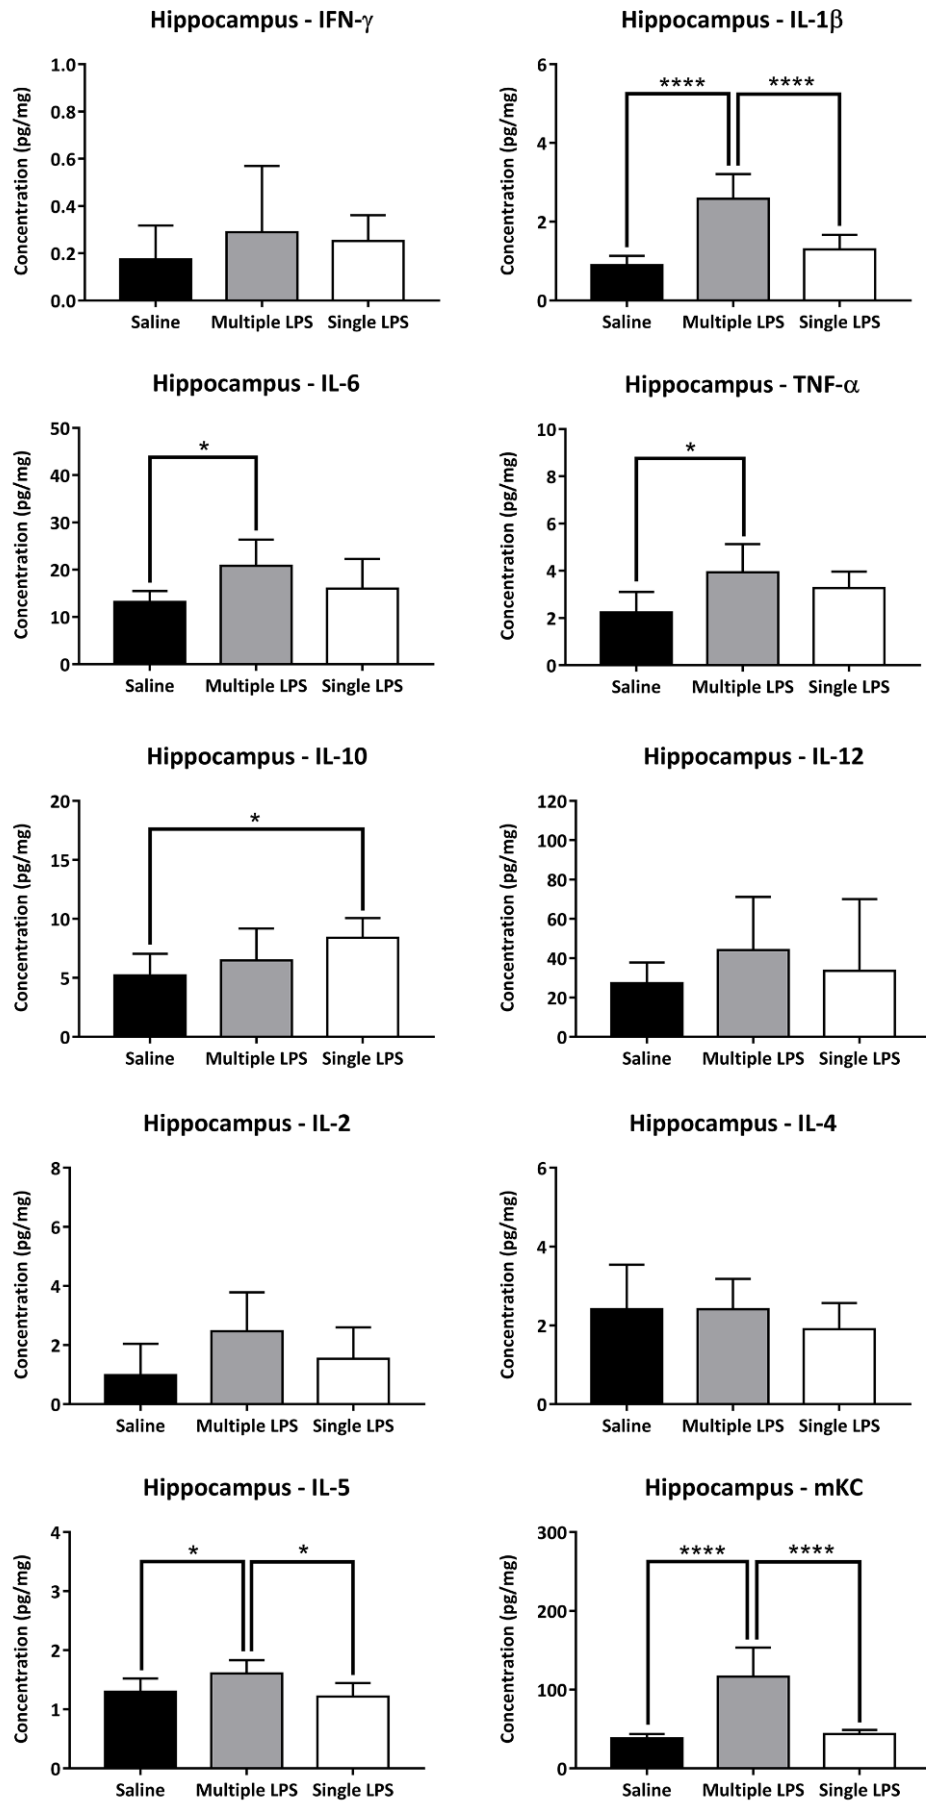 Hippocampus - IFN-γ
Concentration (pg/mg)
1.0
0.8
0.6
0.4
0.2
0.0
Saline Multiple LPS Single LPS
Hippocampus - IL-1β
Concentration (pg/mg)
6
4
2
0
**** ****
Saline Multiple LPS Single LPS
Hippocampus - IL-6
Concentration (pg/mg)
50
40
30
20
10
0
*
Saline Multiple LPS Single LPS
Hippocampus - TNF-α
Concentration (pg/mg)
10
8
6
4
2
0
*
Saline Multiple LPS Single LPS
Hippocampus - IL-10
Concentration (pg/mg)
20
15
10
5
0
*
Saline Multiple LPS Single LPS
Hippocampus - IL-12
Concentration (pg/mg)
120
100
80
60
40
20
0
Saline Multiple LPS Single LPS
Hippocampus - IL-2
Concentration (pg/mg)
8
6
4
2
0
Saline Multiple LPS Single LPS
Hippocampus - IL-4
Concentration (pg/mg)
6
4
2
0
Saline Multiple LPS Single LPS
Hippocampus - IL-5
Concentration (pg/mg)
4
3
2
1
0
* *
Saline Multiple LPS Single LPS
Hippocampus - mKC
Concentration (pg/mg)
300
200
100
0
**** ****
Saline Multiple LPS Single LPS